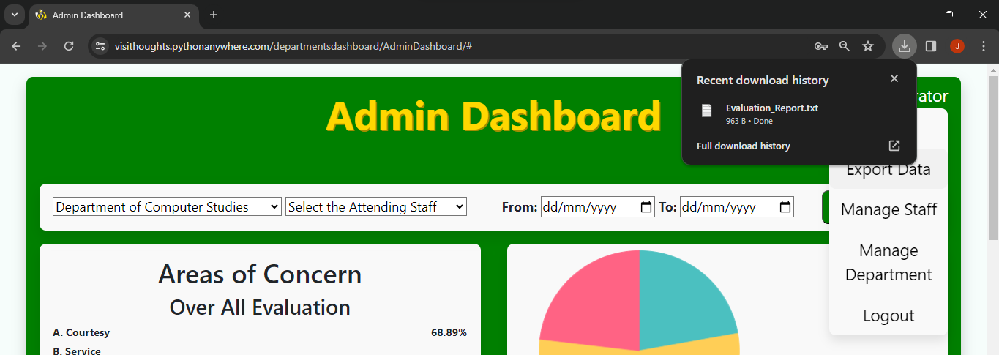 Admin Dashboard
visithoughts.pythonanywhere.com/departmentsdashboard/AdminDashboard/#
J
Recent download history
Evaluation_Report.txt
963 B • Done
Full download history
rator
Admin Dashboard
Export Data
Manage Staff
Manage
Department
Logout
Department of Computer Studies Select the Attending Staff From: dd/mm/yyyy To: dd/mm/yyyy
Areas of Concern
Over All Evaluation
A. Courtesy 68.89%
B. Service